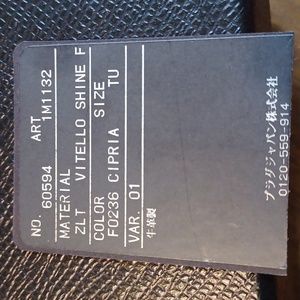 NO. 60594 ART 1M1132
MATERIAL
ZLT VITELLO SHINE F
COLOR SIZE
F0236 CIPRIA TU
VAR. 01
牛革製
プラダジャパン株式会社
0120-559-914